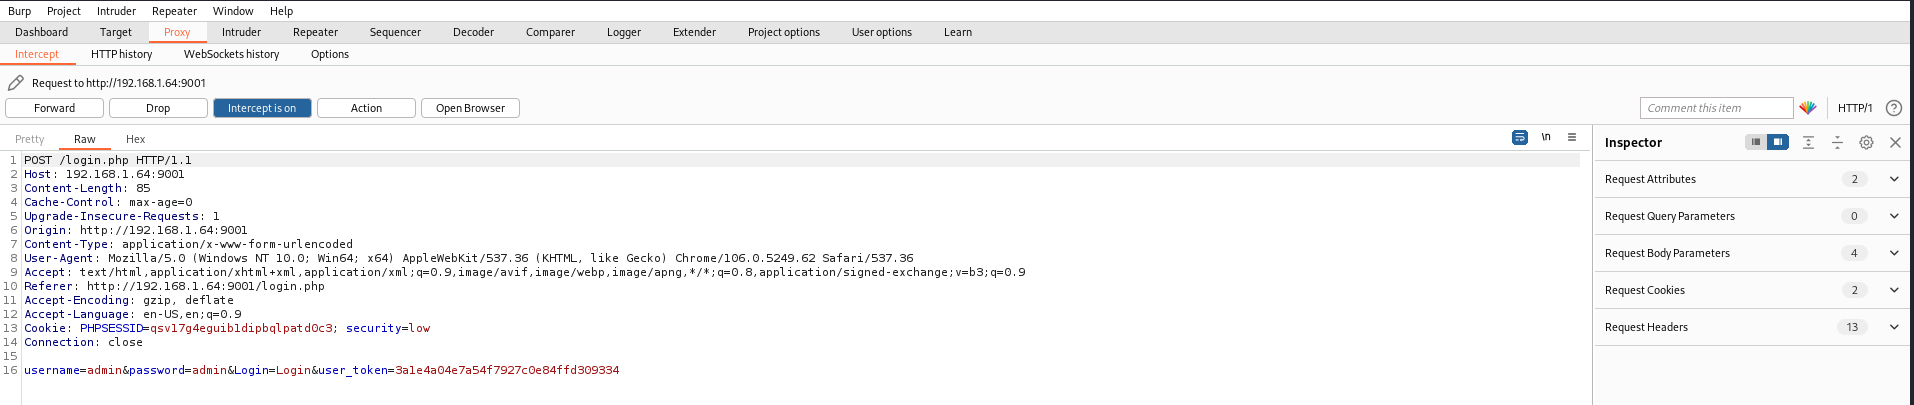 Burp Project Intruder Repeater Window Help
Dashboard Target Proxy Intruder Repeater Sequencer Decoder Comparer Logger Extender Project options User options Learn
Intercept HTTP history WebSockets history Options
Request to http://192.168.1.64:9001
Forward Drop Intercept is on Action Open Browser Comment this item HTTP/1 ?
Pretty Raw Hex \n
1 POST /login.php HTTP/1.1
2 Host: 192.168.1.64:9001
3 Content-Length: 85
4 Cache-Control: max-age=0
5 Upgrade-Insecure-Requests: 1
6 Origin: http://192.168.1.64:9001
7 Content-Type: application/x-www-form-urlencoded
8 User-Agent: Mozilla/5.0 (Windows NT 10.0; Win64; x64) AppleWebKit/537.36 (KHTML, like Gecko) Chrome/106.0.5249.62 Safari/537.36
9 Accept: text/html,application/xhtml+xml,application/xml;q=0.9,image/avif,image/webp,image/apng,*/*;q=0.8,application/signed-exchange;v=b3;q=0.9
10 Referer: http://192.168.1.64:9001/login.php
11 Accept-Encoding: gzip, deflate
12 Accept-Language: en-US,en;q=0.9
13 Cookie: PHPSESSID=qsv17g4eguib1dipbqlpatd0c3; security=low
14 Connection: close
15
16 username=admin&password=admin&Login=Login&user_token=3a1e4a04e7a54f7927c0e84ffd309334
Inspector
Request Attributes 2
Request Query Parameters 0
Request Body Parameters 4
Request Cookies 2
Request Headers 13